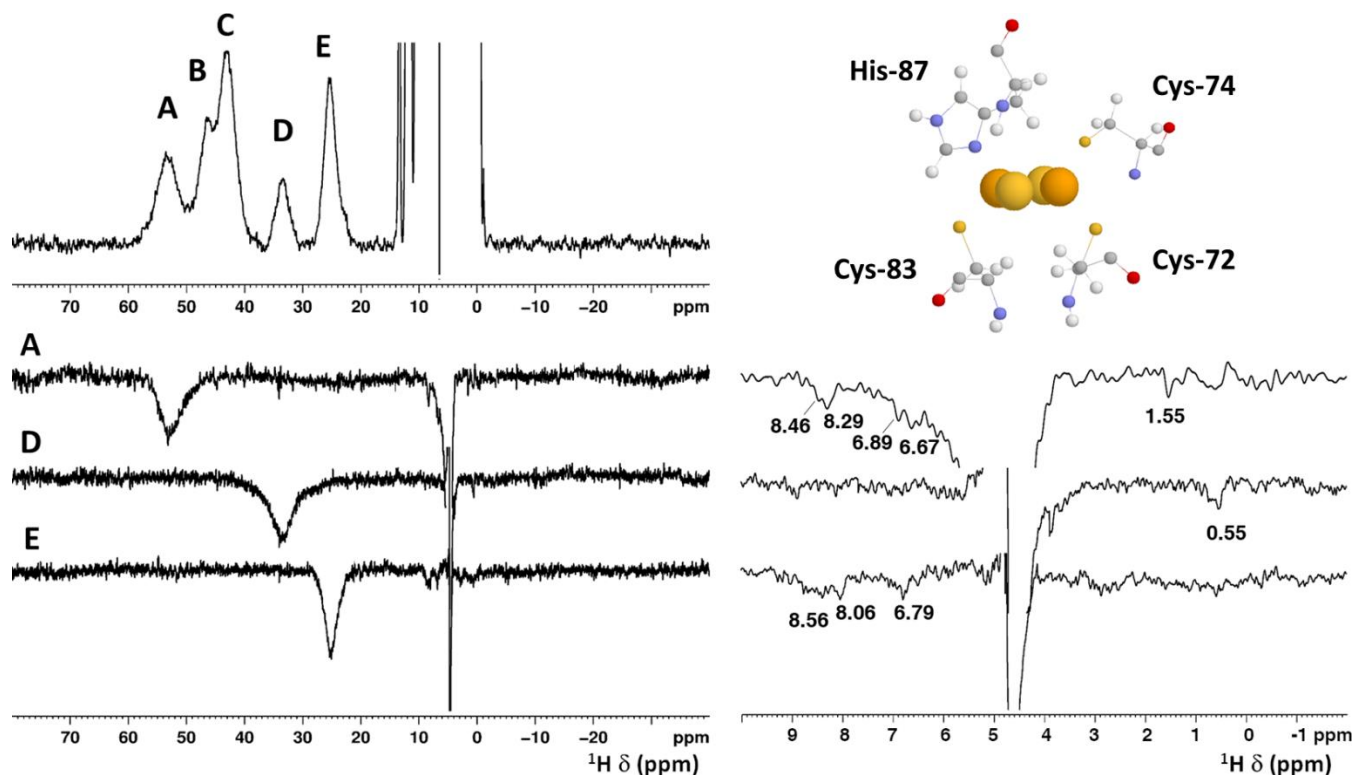 A
B
C
D
E
70 60 50 40 30 20 10 0 −10 −20 ppm
His-87
Cys-74
Cys-83
Cys-72
A
D
E
70 60 50 40 30 20 10 0 −10 −20 ppm
¹H δ (ppm)
8.46
8.29
6.89
6.67
1.55
0.55
8.56
8.06
6.79
9 8 7 6 5 4 3 2 1 0 -1 ppm
¹H δ (ppm)